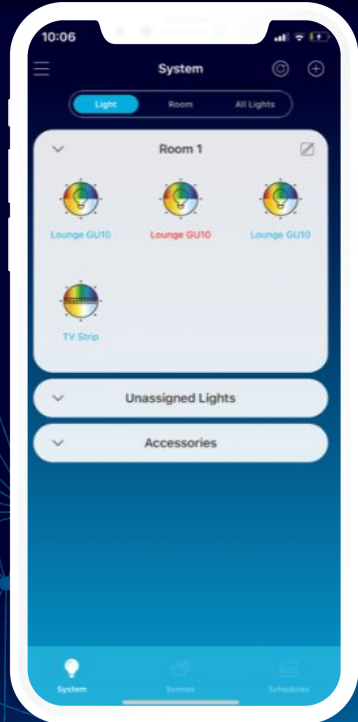 10:06
System
Light Room All Lights
Room 1
Lounge GU10 Lounge GU10 Lounge GU10
TV Strip
Unassigned Lights
Accessories
System Scenes Schedules